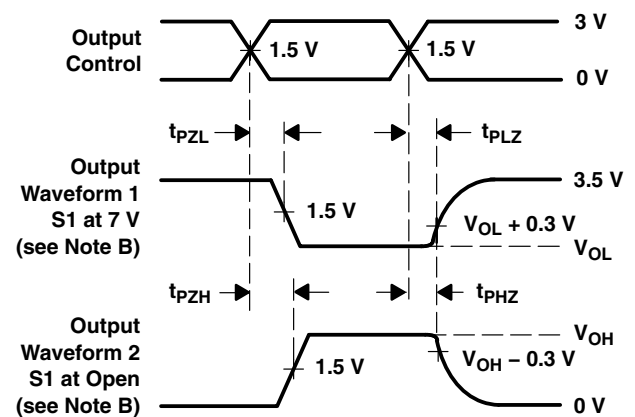 Output
Control
1.5 V
1.5 V
3 V
0 V
tPZL
tPLZ
Output
Waveform 1
S1 at 7 V
(see Note B)
1.5 V
3.5 V
VOL + 0.3 V
VOL
tPZH
tPHZ
Output
Waveform 2
S1 at Open
(see Note B)
1.5 V
VOH
VOH − 0.3 V
0 V